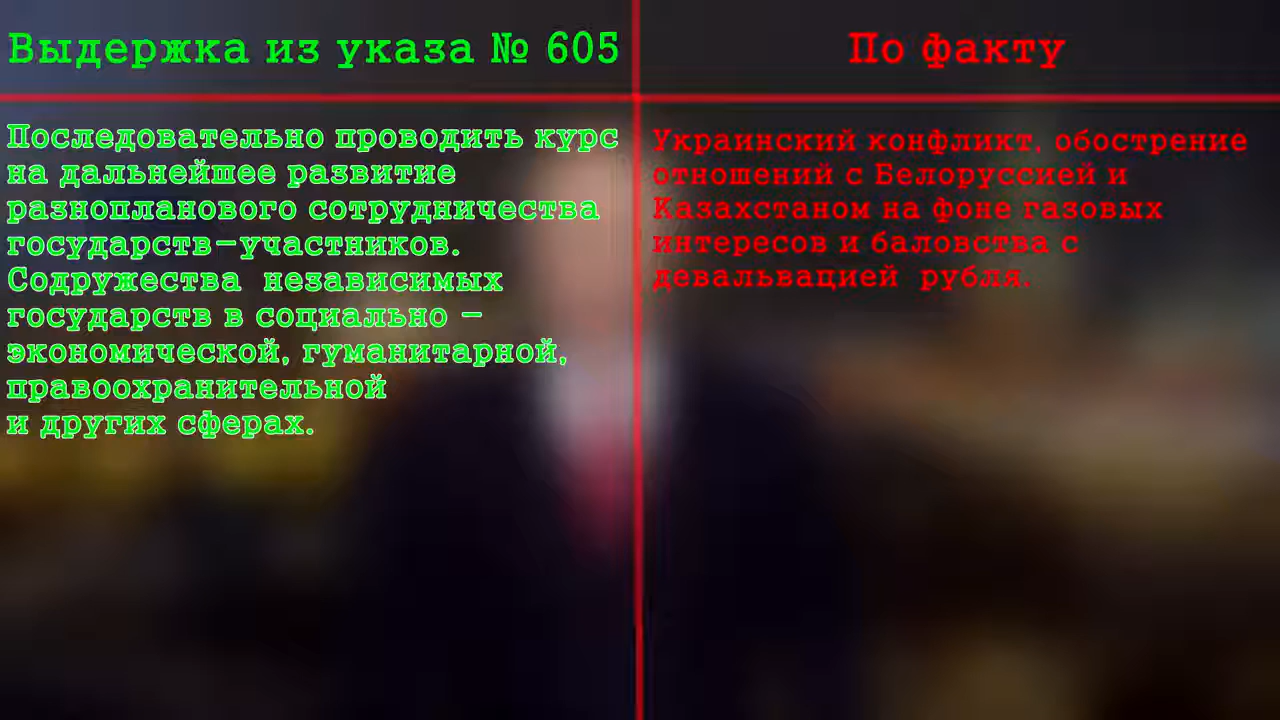 Выдержка из указа № 605
По факту
Последовательно проводить курс
на дальнейшее развитие
разнопланового сотрудничества
государств-участников.
Содружества независимых
государств в социально -
экономической, гуманитарной,
правоохранительной
и других сферах.
Украинский конфликт, обострение
отношений с Белоруссией и
Казахстаном на фоне газовых
интересов и баловства с
девальвацией рубля.